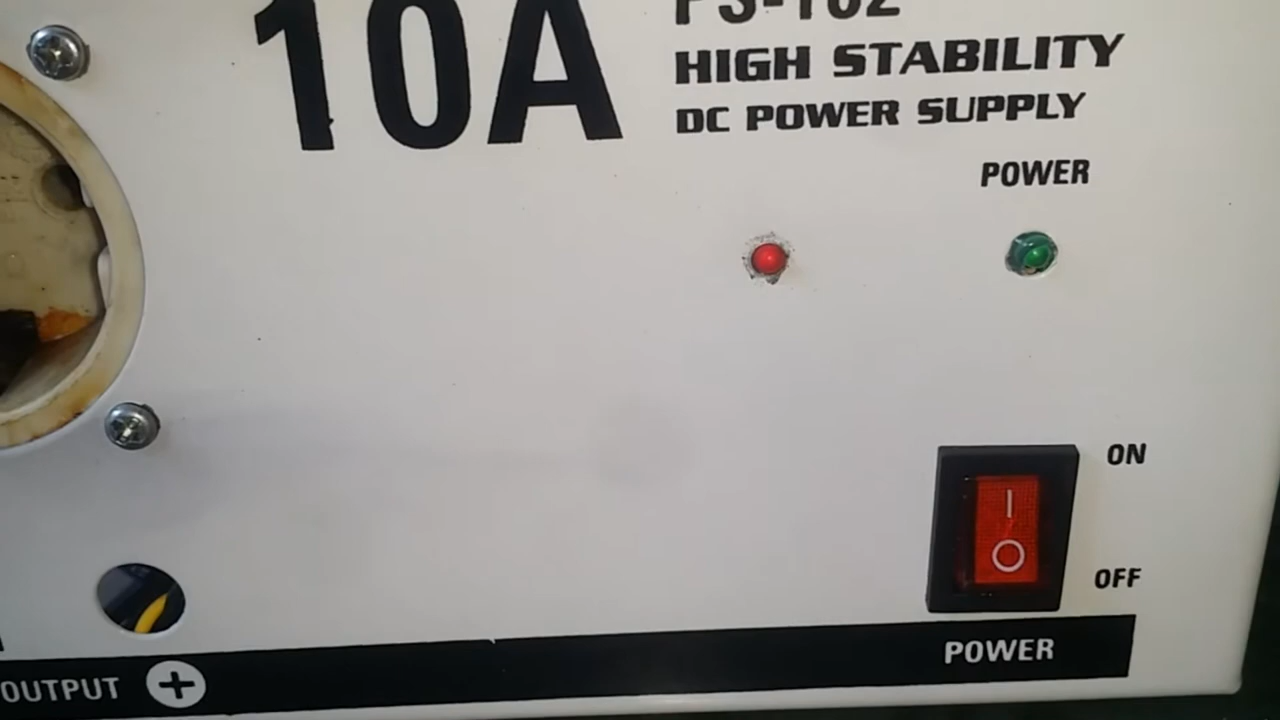 10A
HIGH STABILITY
DC POWER SUPPLY
POWER
ON
OFF
POWER
OUTPUT +